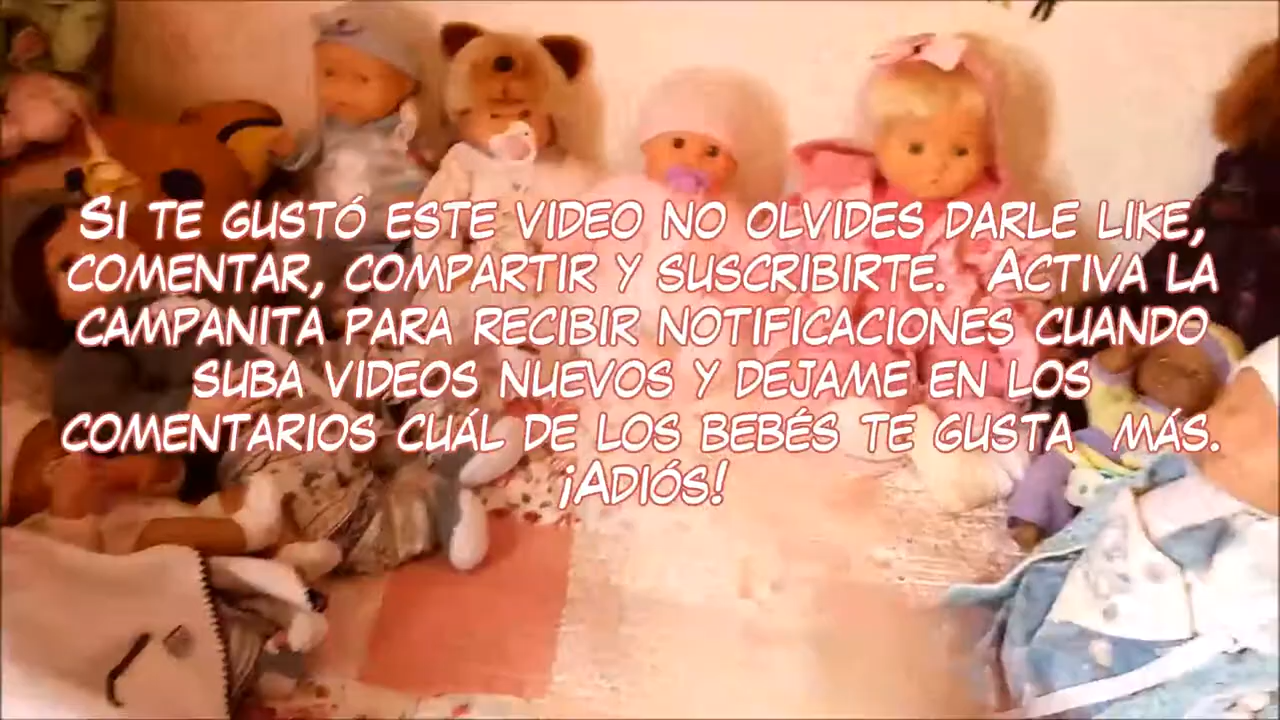 Si te gustó este video no olvides darle like,
comentar, compartir y suscribirte.  Activa la
campanita para recibir notificaciones cuando
suba videos nuevos y dejame en los
comentarios cuál de los bebés te gusta  más.
¡Adiós!